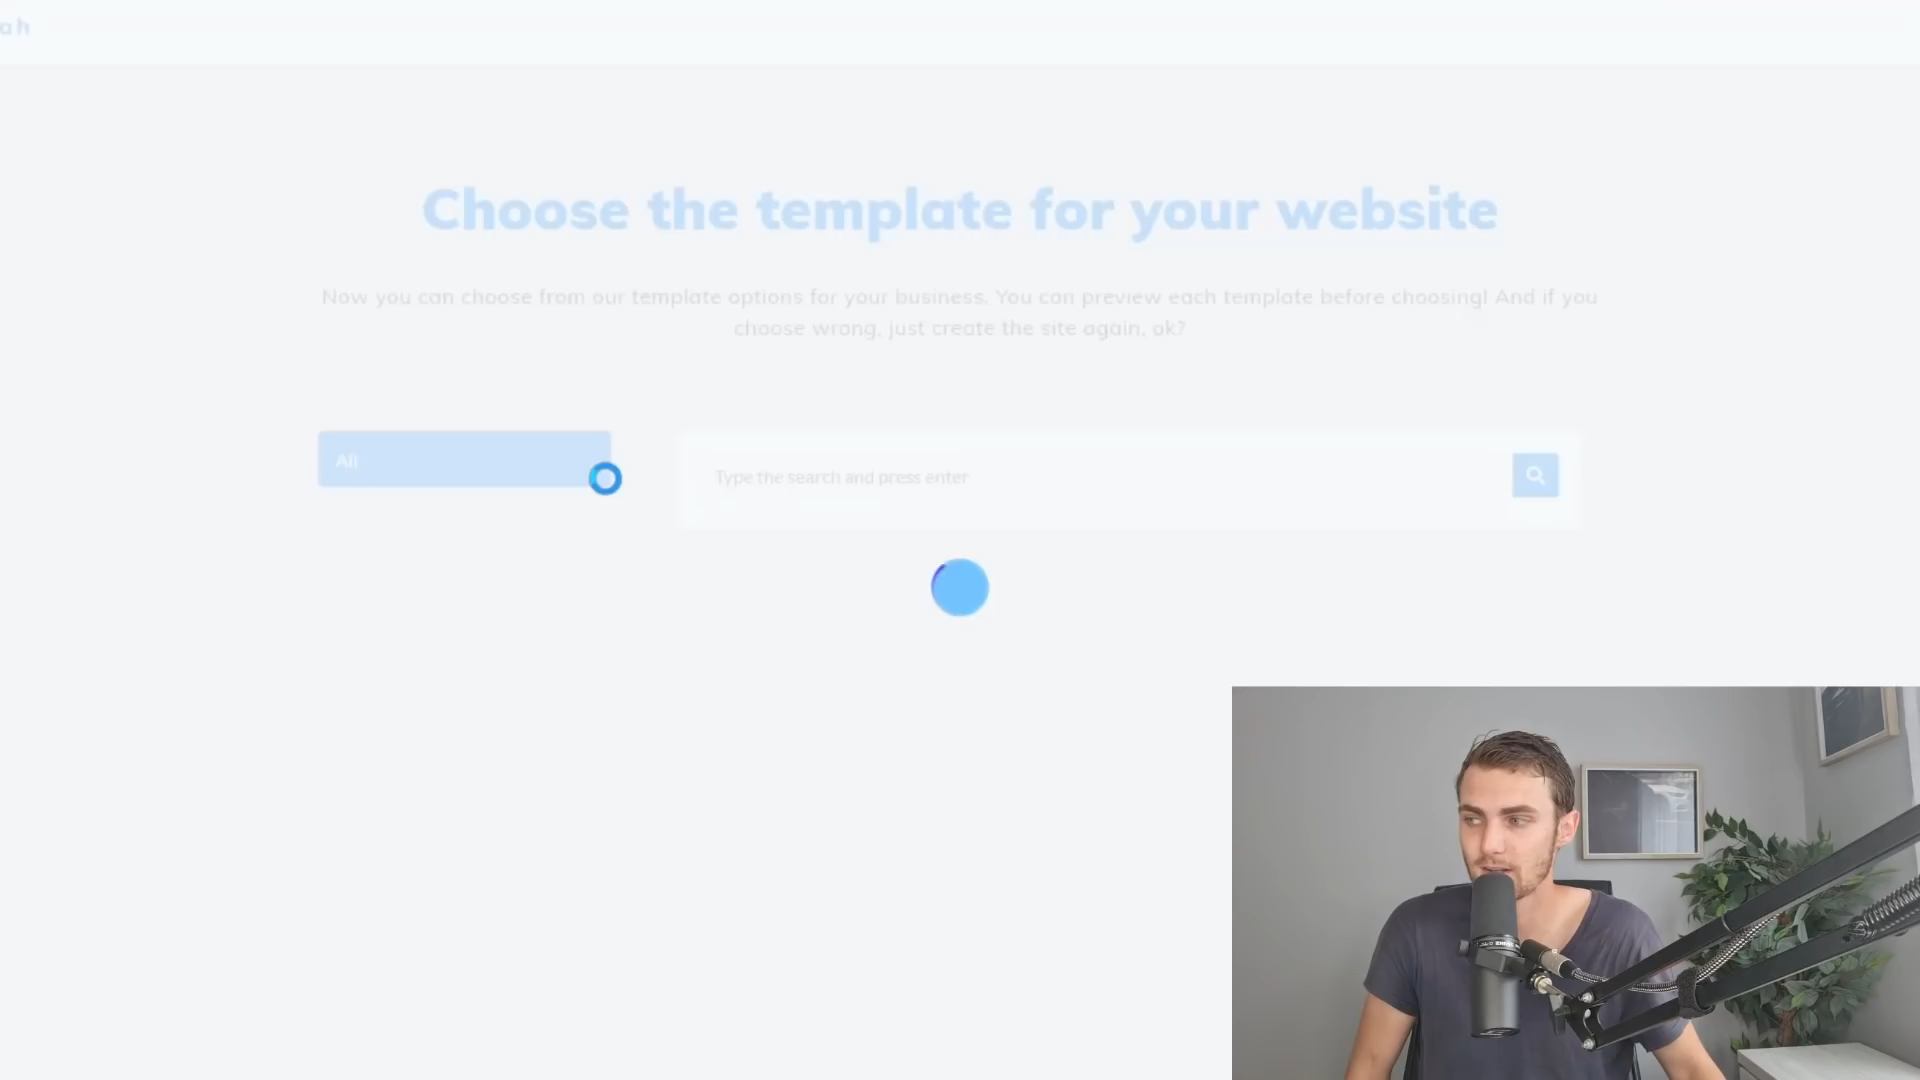 ah
Choose the template for your website
Now you can choose from our template options for your business. You can preview each template before choosing! And if you
choose wrong, just create the site again, ok?
All
Type the search and press enter